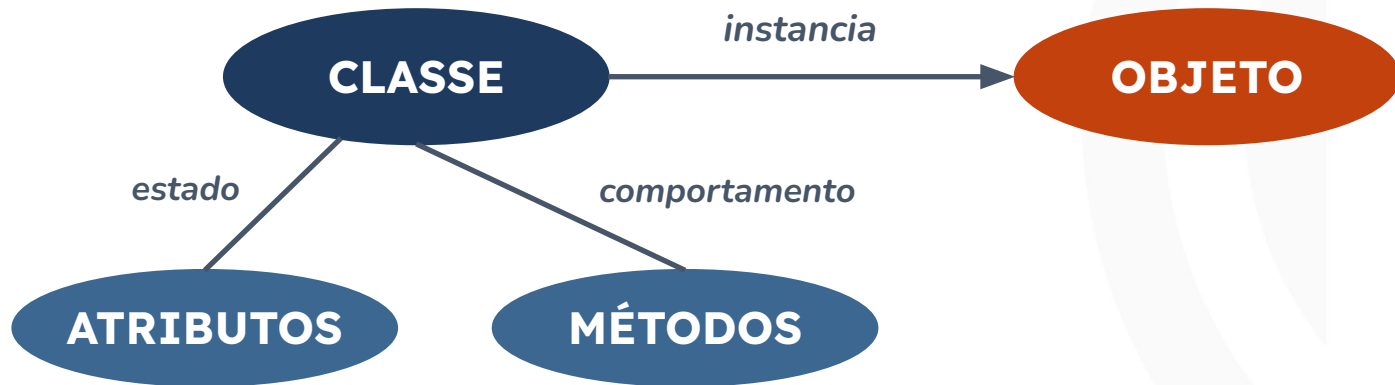 instancia
CLASSE
OBJETO
estado
comportamento
ATRIBUTOS
MÉTODOS